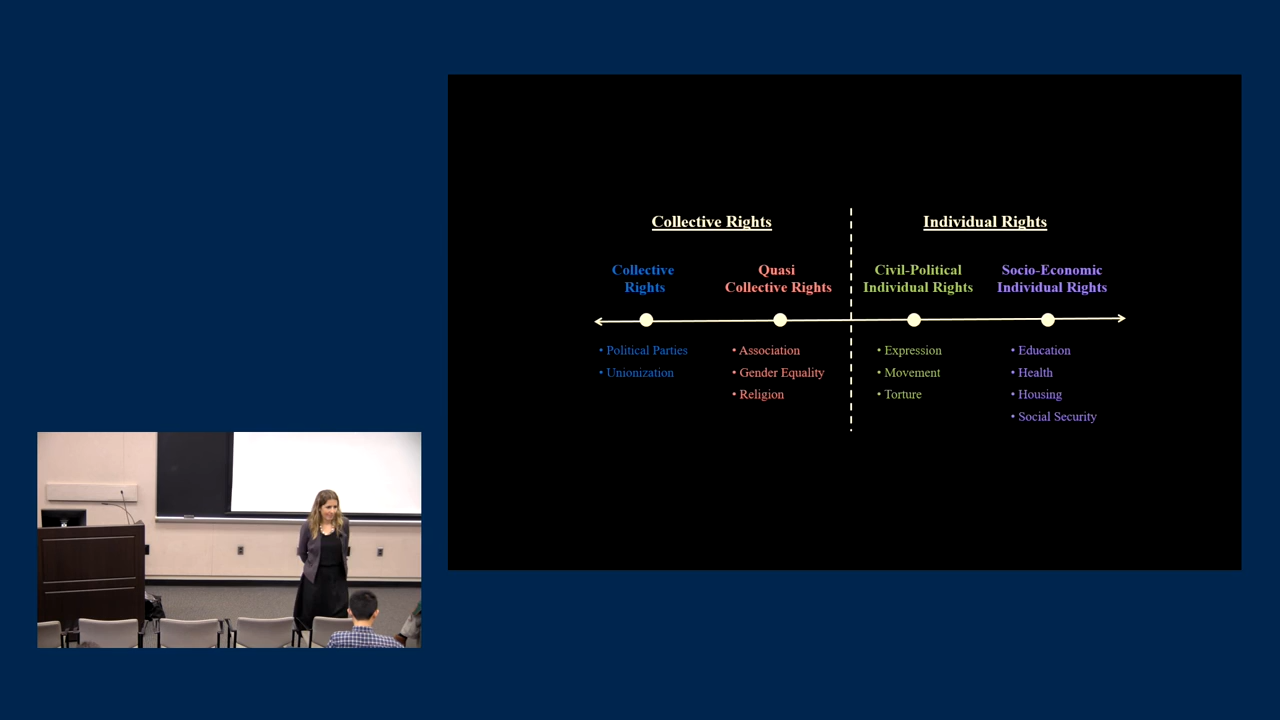 Collective Rights
Individual Rights
Collective
Rights
Quasi
Collective Rights
Civil-Political
Individual Rights
Socio-Economic
Individual Rights
• Political Parties
• Unionization
• Association
• Gender Equality
• Religion
• Expression
• Movement
• Torture
• Education
• Health
• Housing
• Social Security